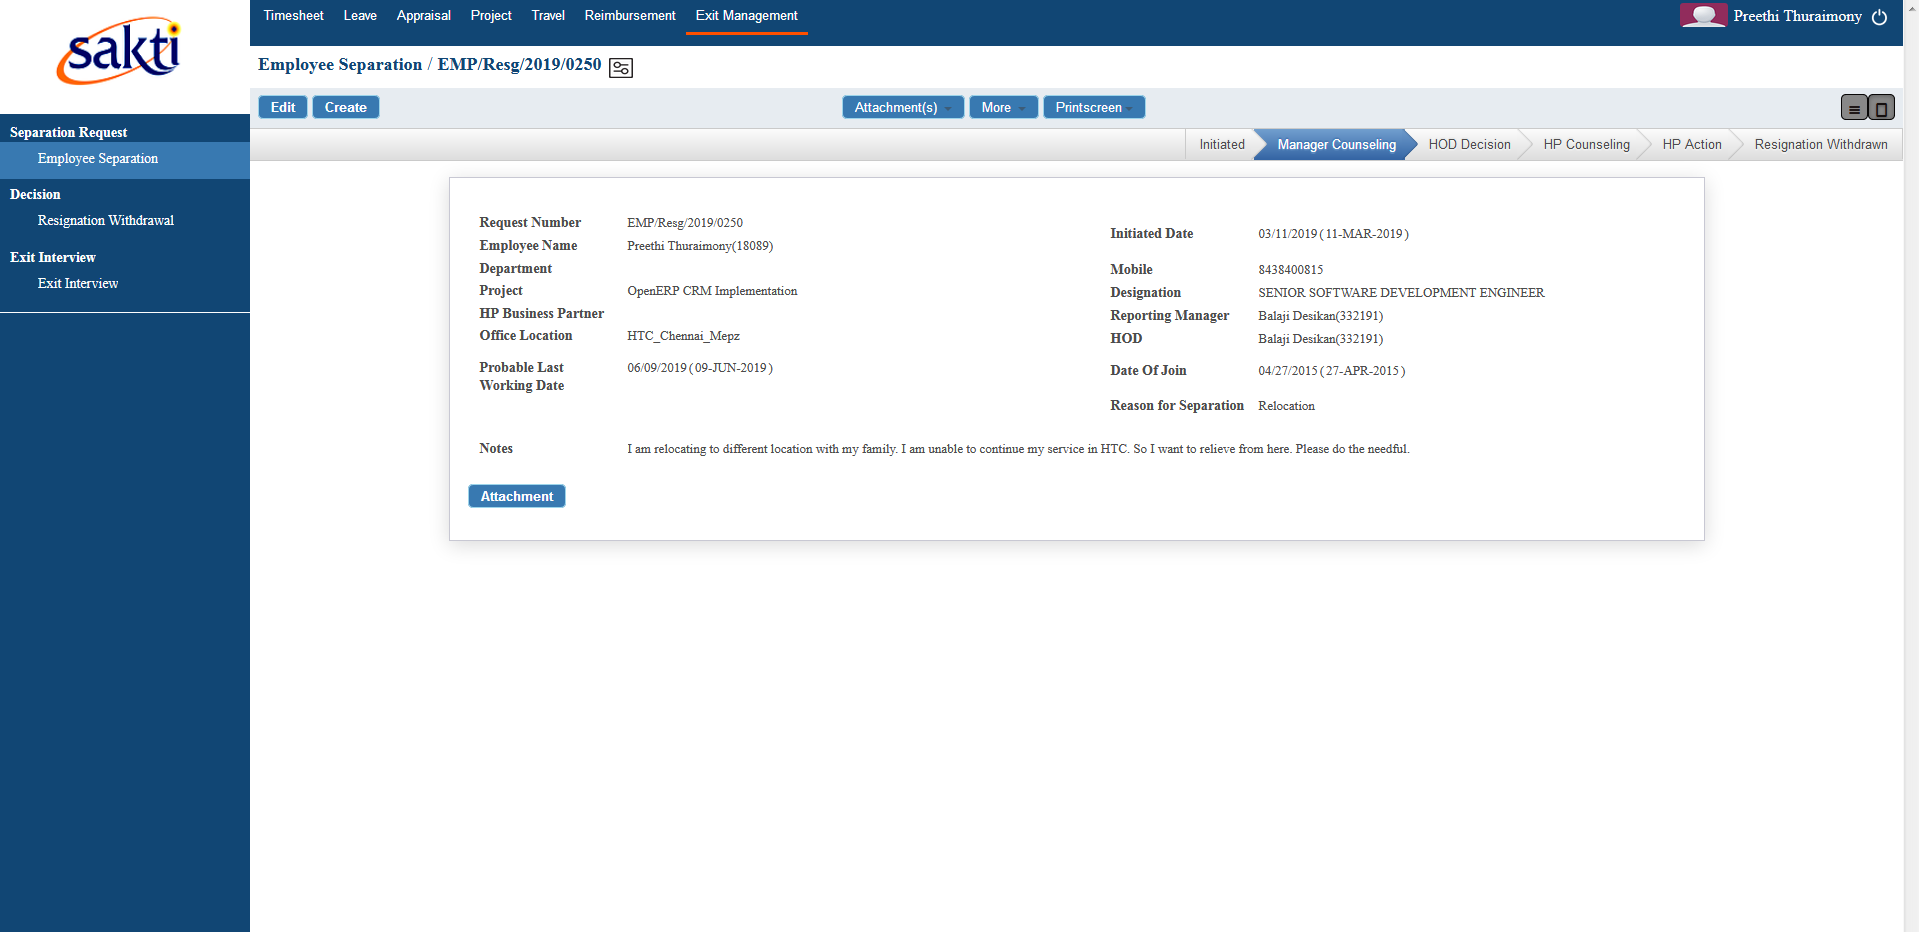 sakti
Timesheet Leave Appraisal Project Travel Reimbursement Exit Management
Preethi Thuraimony
Employee Separation / EMP/Resg/2019/0250
Edit Create
Attachment(s) More Printscreen
Initiated Manager Counseling HOD Decision HP Counseling HP Action Resignation Withdrawn
Separation Request
Employee Separation
Decision
Resignation Withdrawal
Exit Interview
Exit Interview
Request Number EMP/Resg/2019/0250
Employee Name Preethi Thuraimony(18089)
Department
Project OpenERP CRM Implementation
HP Business Partner
Office Location HTC_Chennai_Mepz
Probable Last
Working Date 06/09/2019 ( 09-JUN-2019 )
Initiated Date 03/11/2019 ( 11-MAR-2019 )
Mobile 8438400815
Designation SENIOR SOFTWARE DEVELOPMENT ENGINEER
Reporting Manager Balaji Desikan(332191)
HOD Balaji Desikan(332191)
Date Of Join 04/27/2015 ( 27-APR-2015 )
Reason for Separation Relocation
Notes I am relocating to different location with my family. I am unable to continue my service in HTC. So I want to relieve from here. Please do the needful.
Attachment